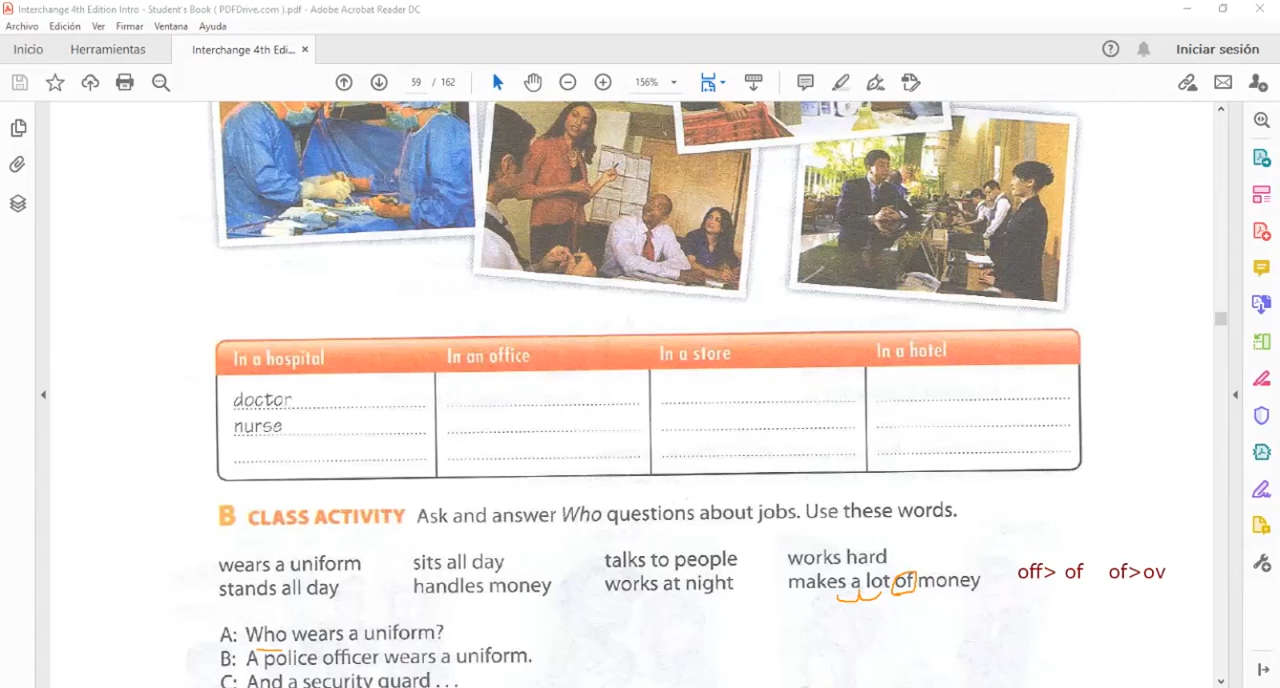 Interchange 4th Edition Intro - Student's Book ( PDFDrive.com ).pdf - Adobe Acrobat Reader DC
Archivo Edición Ver Firmar Ventana Ayuda
Inicio Herramientas Interchange 4th Edi... × Iniciar sesión
59 / 162 156%
In a hospital In an office In a store In a hotel
doctor
nurse
B CLASS ACTIVITY Ask and answer Who questions about jobs. Use these words.
wears a uniform sits all day talks to people works hard
stands all day handles money works at night makes a lot of money off> of of>ov
A: Who wears a uniform?
B: A police officer wears a uniform.
C: And a security guard . . .